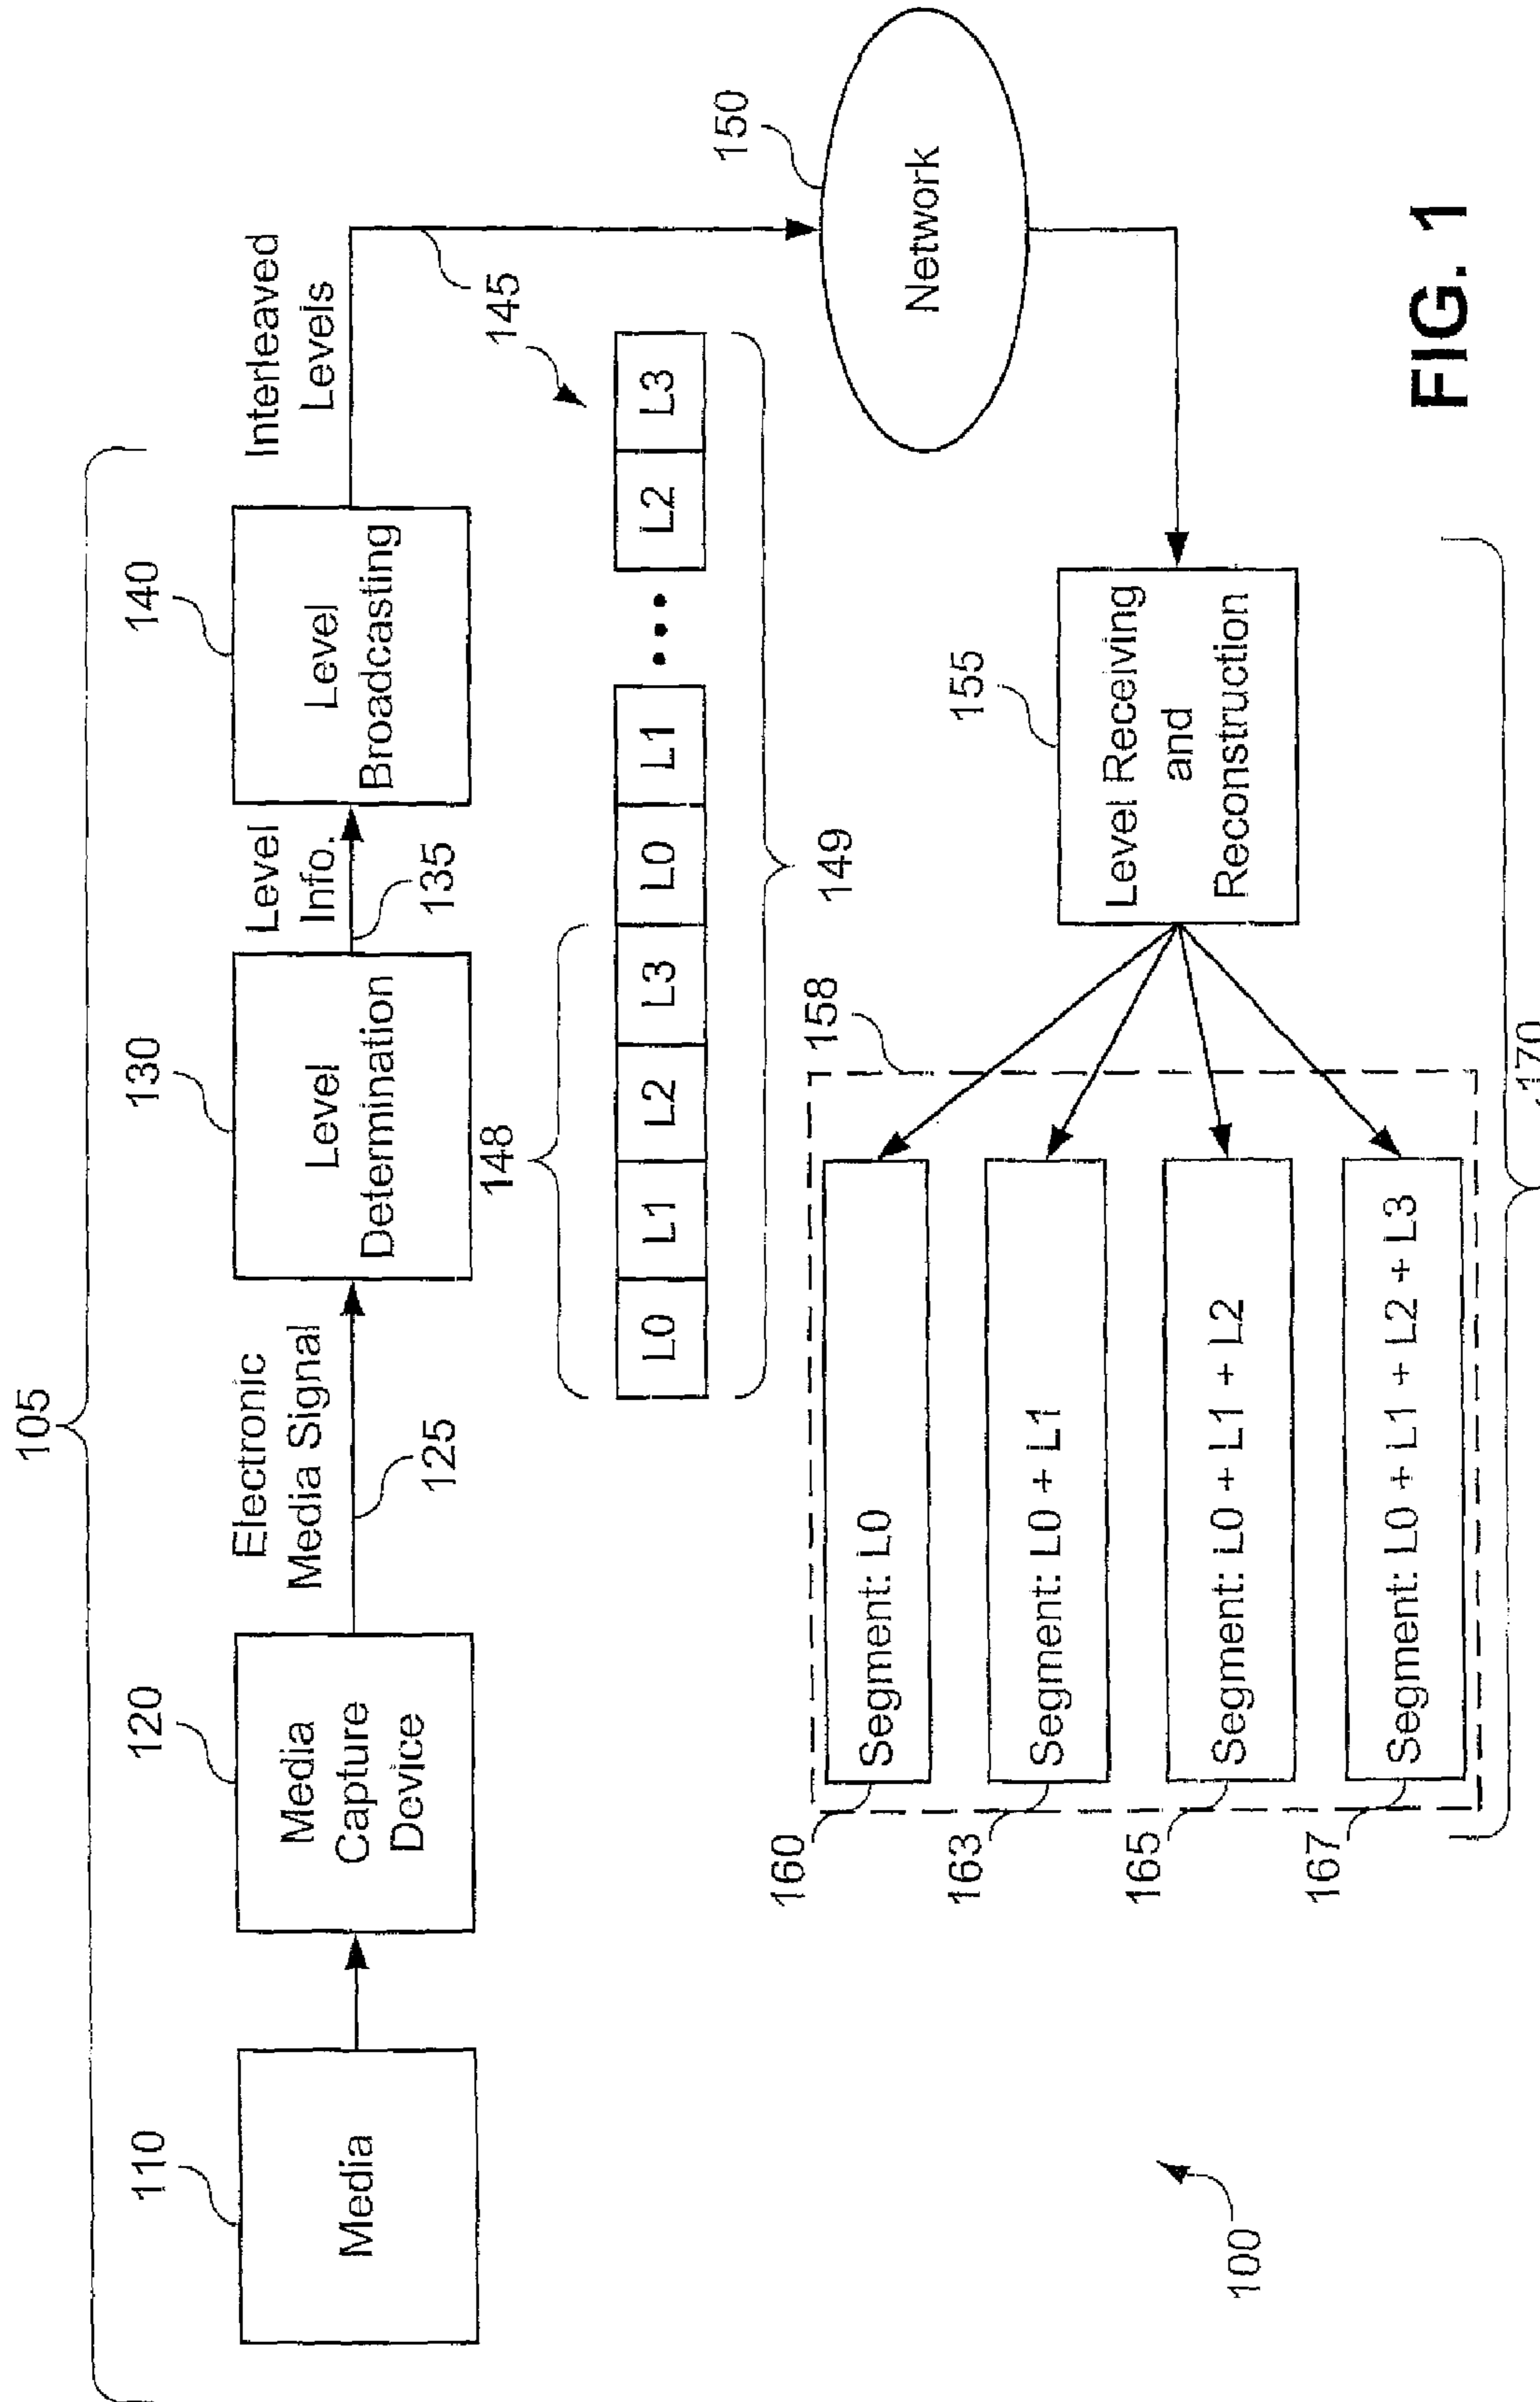 105
110
120
130
140
Media
Media
Capture
Device
Electronic
Media Signal
125
Level
Determination
Level
Info.
135
Level
Broadcasting
Interleaved
Levels
145
148
145
L0 L1 L2 L3 L0 L1 ••• L2 L3
149
150
Network
158
160
Segment: L0
163
Segment: L0 + L1
165
Segment: L0 + L1 + L2
167
Segment: L0 + L1 + L2 + L3
155
Level Receiving
and
Reconstruction
170
100
FIG. 1